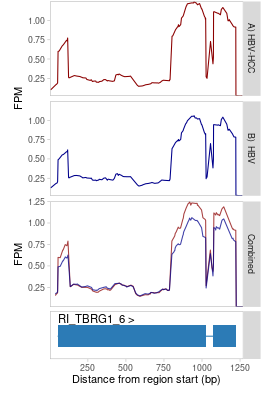 FPM
1.00
0.75
0.50
0.25
A) HBV-HCC
1.00
0.75
0.50
0.25
B) HBV
FPM
1.25
1.00
0.75
0.50
0.25
Combined
RI_TBRG1_6 >
250
500
750
1000
1250
Distance from region start (bp)